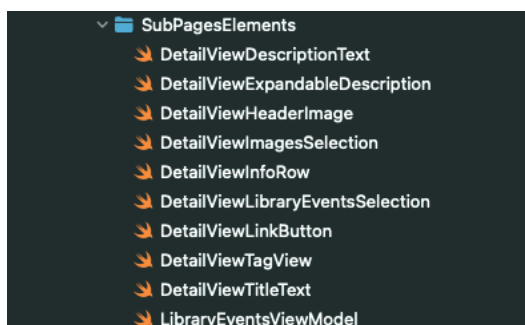 SubPagesElements
DetailViewDescriptionText
DetailViewExpandableDescription
DetailViewHeaderImage
DetailViewImagesSelection
DetailViewInfoRow
DetailViewLibraryEventsSelection
DetailViewLinkButton
DetailViewTagView
DetailViewTitleText
LibraryEventsViewModel